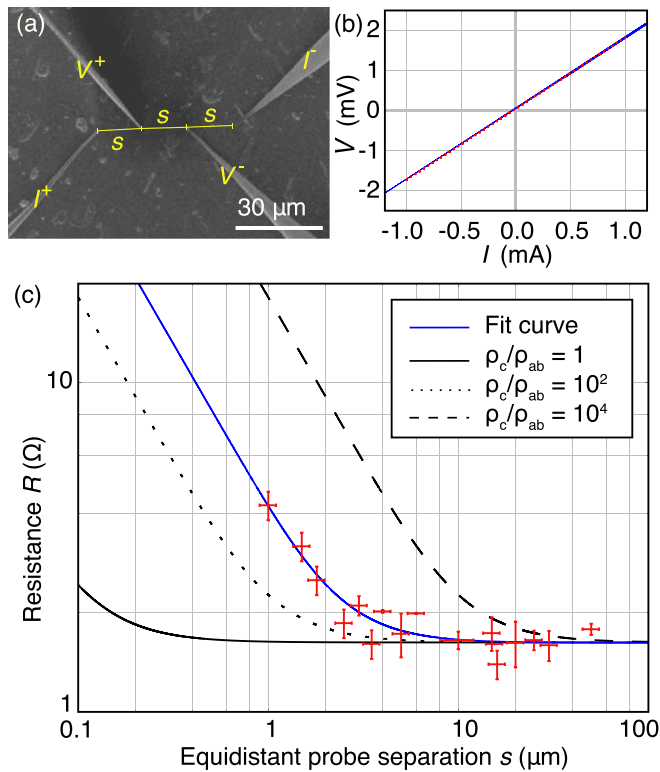 (a)
V⁺
I⁻
s
s
s
I⁺
V⁻
30 µm
(b)
2
1
0
-1
-2
V (mV)
-1.0 -0.5 0.0 0.5 1.0
I (mA)
(c)
Fit curve
ρc/ρab = 1
ρc/ρab = 10²
ρc/ρab = 10⁴
10
1
Resistance R (Ω)
0.1 1 10 100
Equidistant probe separation s (µm)